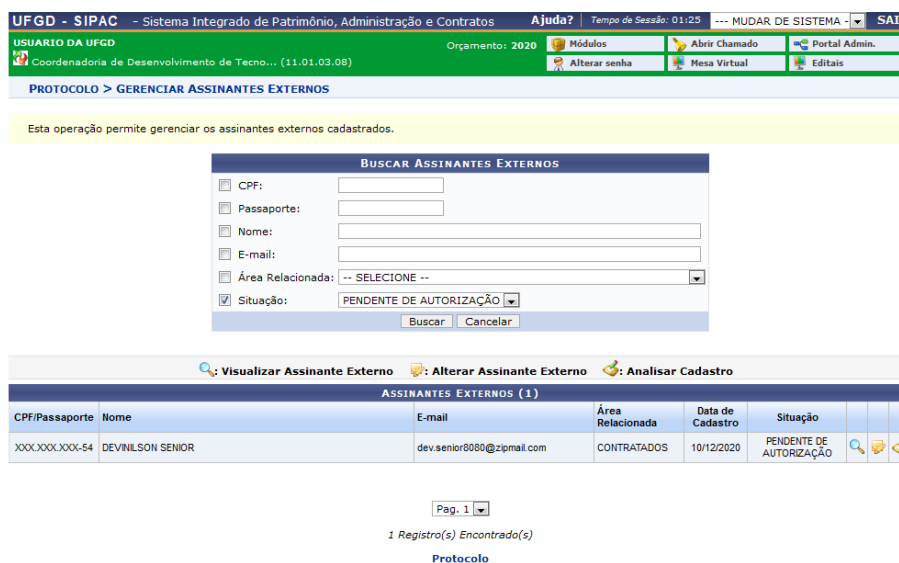 UFGD - SIPAC - Sistema Integrado de Patrimônio, Administração e Contratos Ajuda? Tempo de Sessão: 01:25 --- MUDAR DE SISTEMA -
USUARIO DA UFGD Orçamento: 2020 Módulos Abrir Chamado Portal Admin.
Coordenadoria de Desenvolvimento de Tecno... (11.01.03.08) Alterar senha Mesa Virtual Editais
PROTOCOLO > GERENCIAR ASSINANTES EXTERNOS
Esta operação permite gerenciar os assinantes externos cadastrados.
BUSCAR ASSINANTES EXTERNOS
CPF:
Passaporte:
Nome:
E-mail:
Área Relacionada: -- SELECIONE --
Situação: PENDENTE DE AUTORIZAÇÃO
Buscar Cancelar
: Visualizar Assinante Externo : Alterar Assinante Externo : Analisar Cadastro
ASSINANTES EXTERNOS (1)
CPF/Passaporte Nome E-mail Área Relacionada Data de Cadastro Situação
XXX.XXX.XXX-54 DEVINILSON SENIOR dev.senior8080@zipmail.com CONTRATADOS 10/12/2020 PENDENTE DE AUTORIZAÇÃO
Pag. 1
1 Registro(s) Encontrado(s)
Protocolo